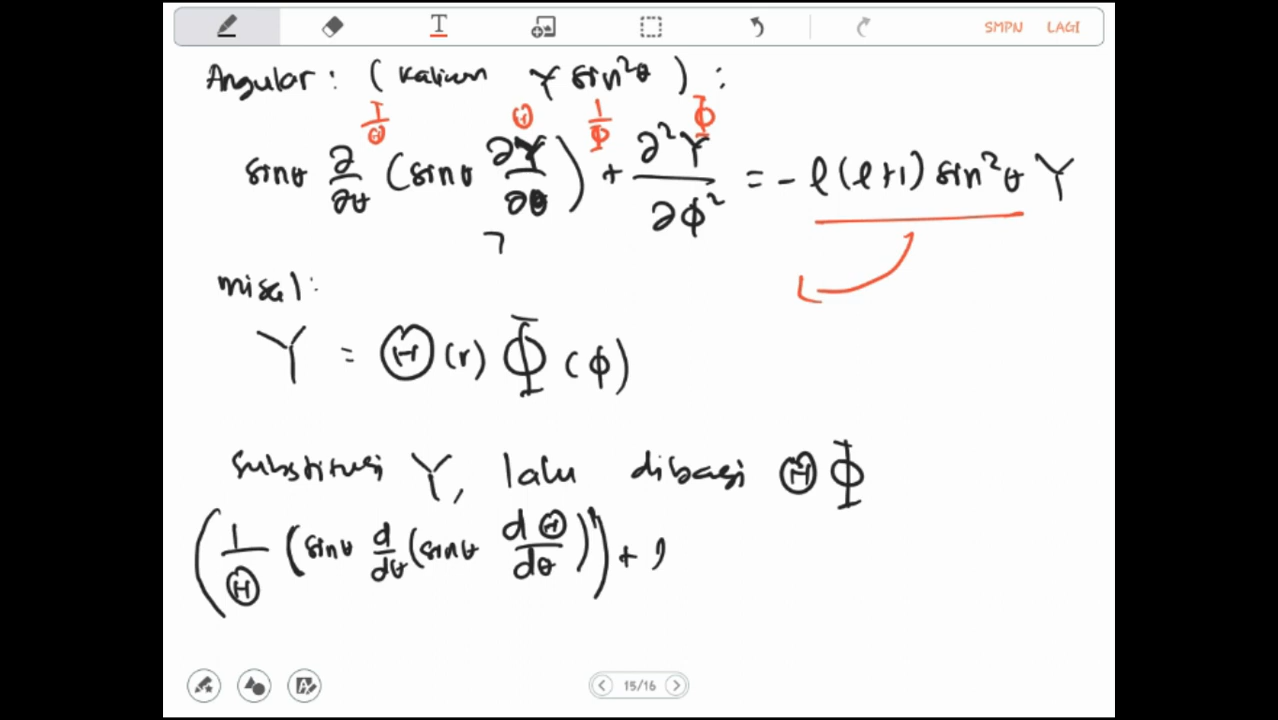 T SMPN LAGI
Angular : ( kalikan Y sin²θ ) :
1/Θ Θ 1/Φ Φ
sinθ ∂/∂θ (sinθ ∂Y/∂θ) + ∂²Y/∂ϕ² = - ℓ(ℓ+1) sin²θ Y
misal:
Y = Θ(r) Φ(ϕ)
substitusi Y, lalu dibagi ΘΦ
(1/Θ (sinθ d/dθ (sinθ dΘ/dθ))) +
15/16